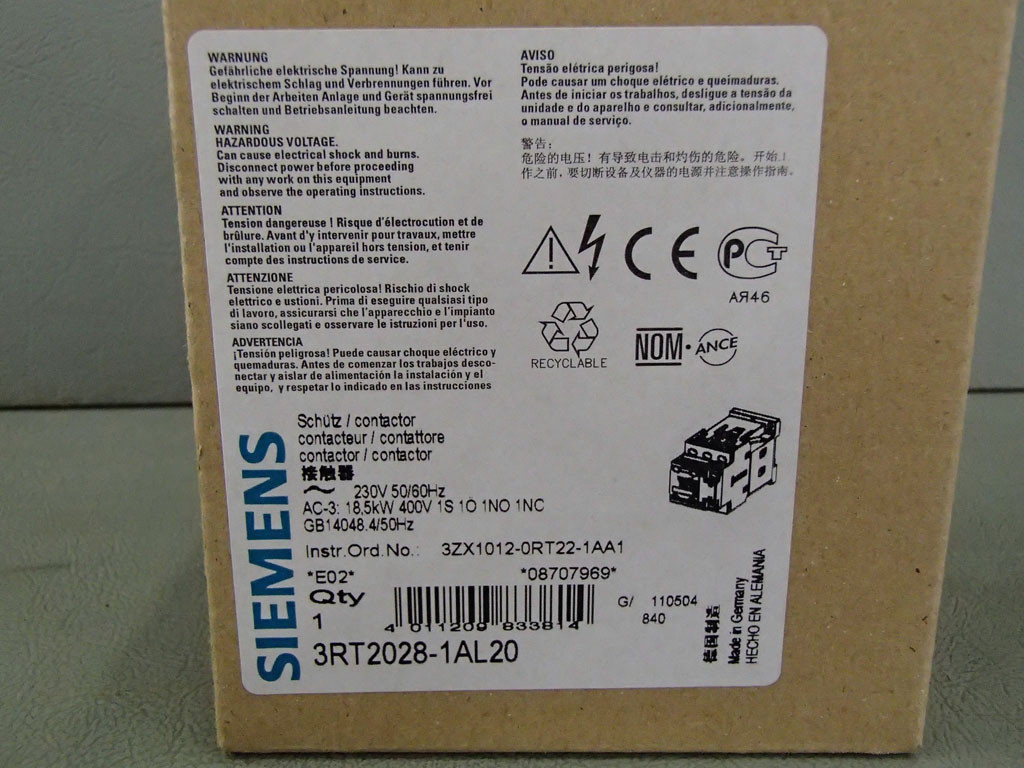 WARNUNG
Gefährliche elektrische Spannung! Kann zu
elektrischem Schlag und Verbrennungen führen. Vor
Beginn der Arbeiten Anlage und Gerät spannungsfrei
schalten und Betriebsanleitung beachten.
WARNING
HAZARDOUS VOLTAGE.
Can cause electrical shock and burns.
Disconnect power before proceeding
with any work on this equipment
and observe the operating instructions.
ATTENTION
Tension dangereuse ! Risque d'électrocution et de
brûlure. Avant d'y intervenir pour travaux, mettre
l'installation ou l'appareil hors tension, et tenir
compte des instructions de service.
ATTENZIONE
Tensione elettrica pericolosa! Rischio di shock
elettrico e ustioni. Prima di eseguire qualsiasi tipo
di lavoro, assicurarsi che l'apparecchio e l'impianto
siano scollegati e osservare le istruzioni per l'uso.
ADVERTENCIA
¡Tensión peligrosa! Puede causar choque eléctrico y
quemaduras. Antes de comenzar los trabajos desco-
nectar y aislar de alimentación la instalación y el
equipo, y respetar lo indicado en las instrucciones
AVISO
Tensão elétrica perigosa!
Pode causar um choque elétrico e queimaduras.
Antes de iniciar os trabalhos, desligue a tensão da
unidade e do aparelho e consultar, adicionalmente,
o manual de serviço.
警告:
危险的电压! 有导致电击和灼伤的危险。开始
作之前, 要切断设备及仪器的电源并注意操作指南。
CE
РСТ
АЯ46
RECYCLABLE
NOM · ANCE
SIEMENS
Schütz / contactor
contacteur / contattore
contactor / contactor
接触器
~ 230V 50/60Hz
AC-3: 18,5kW 400V 1S 1O 1NO 1NC
GB14048.4/50Hz
Instr.Ord.No.: 3ZX1012-0RT22-1AA1
*E02* *08707969*
Qty
1
4 011209 833814
G/ 110504
840
3RT2028-1AL20
德国制造
Made in Germany
HECHO EN ALEMANIA